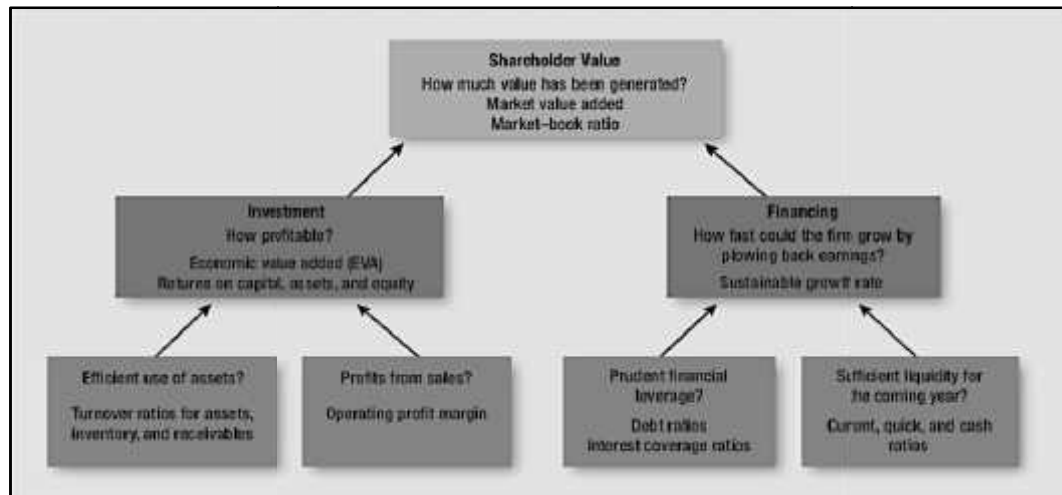 Shareholder Value
How much value has been generated?
Market value added
Market–book ratio
Investment
How profitable?
Economic value added (EVA)
Returns on capital, assets, and equity
Financing
How fast could the firm grow by
plowing back earnings?
Sustainable growth rate
Efficient use of assets?
Turnover ratios for assets,
inventory, and receivables
Profits from sales?
Operating profit margin
Prudent financial
leverage?
Debt ratios
Interest coverage ratios
Sufficient liquidity for
the coming year?
Current, quick, and cash
ratios